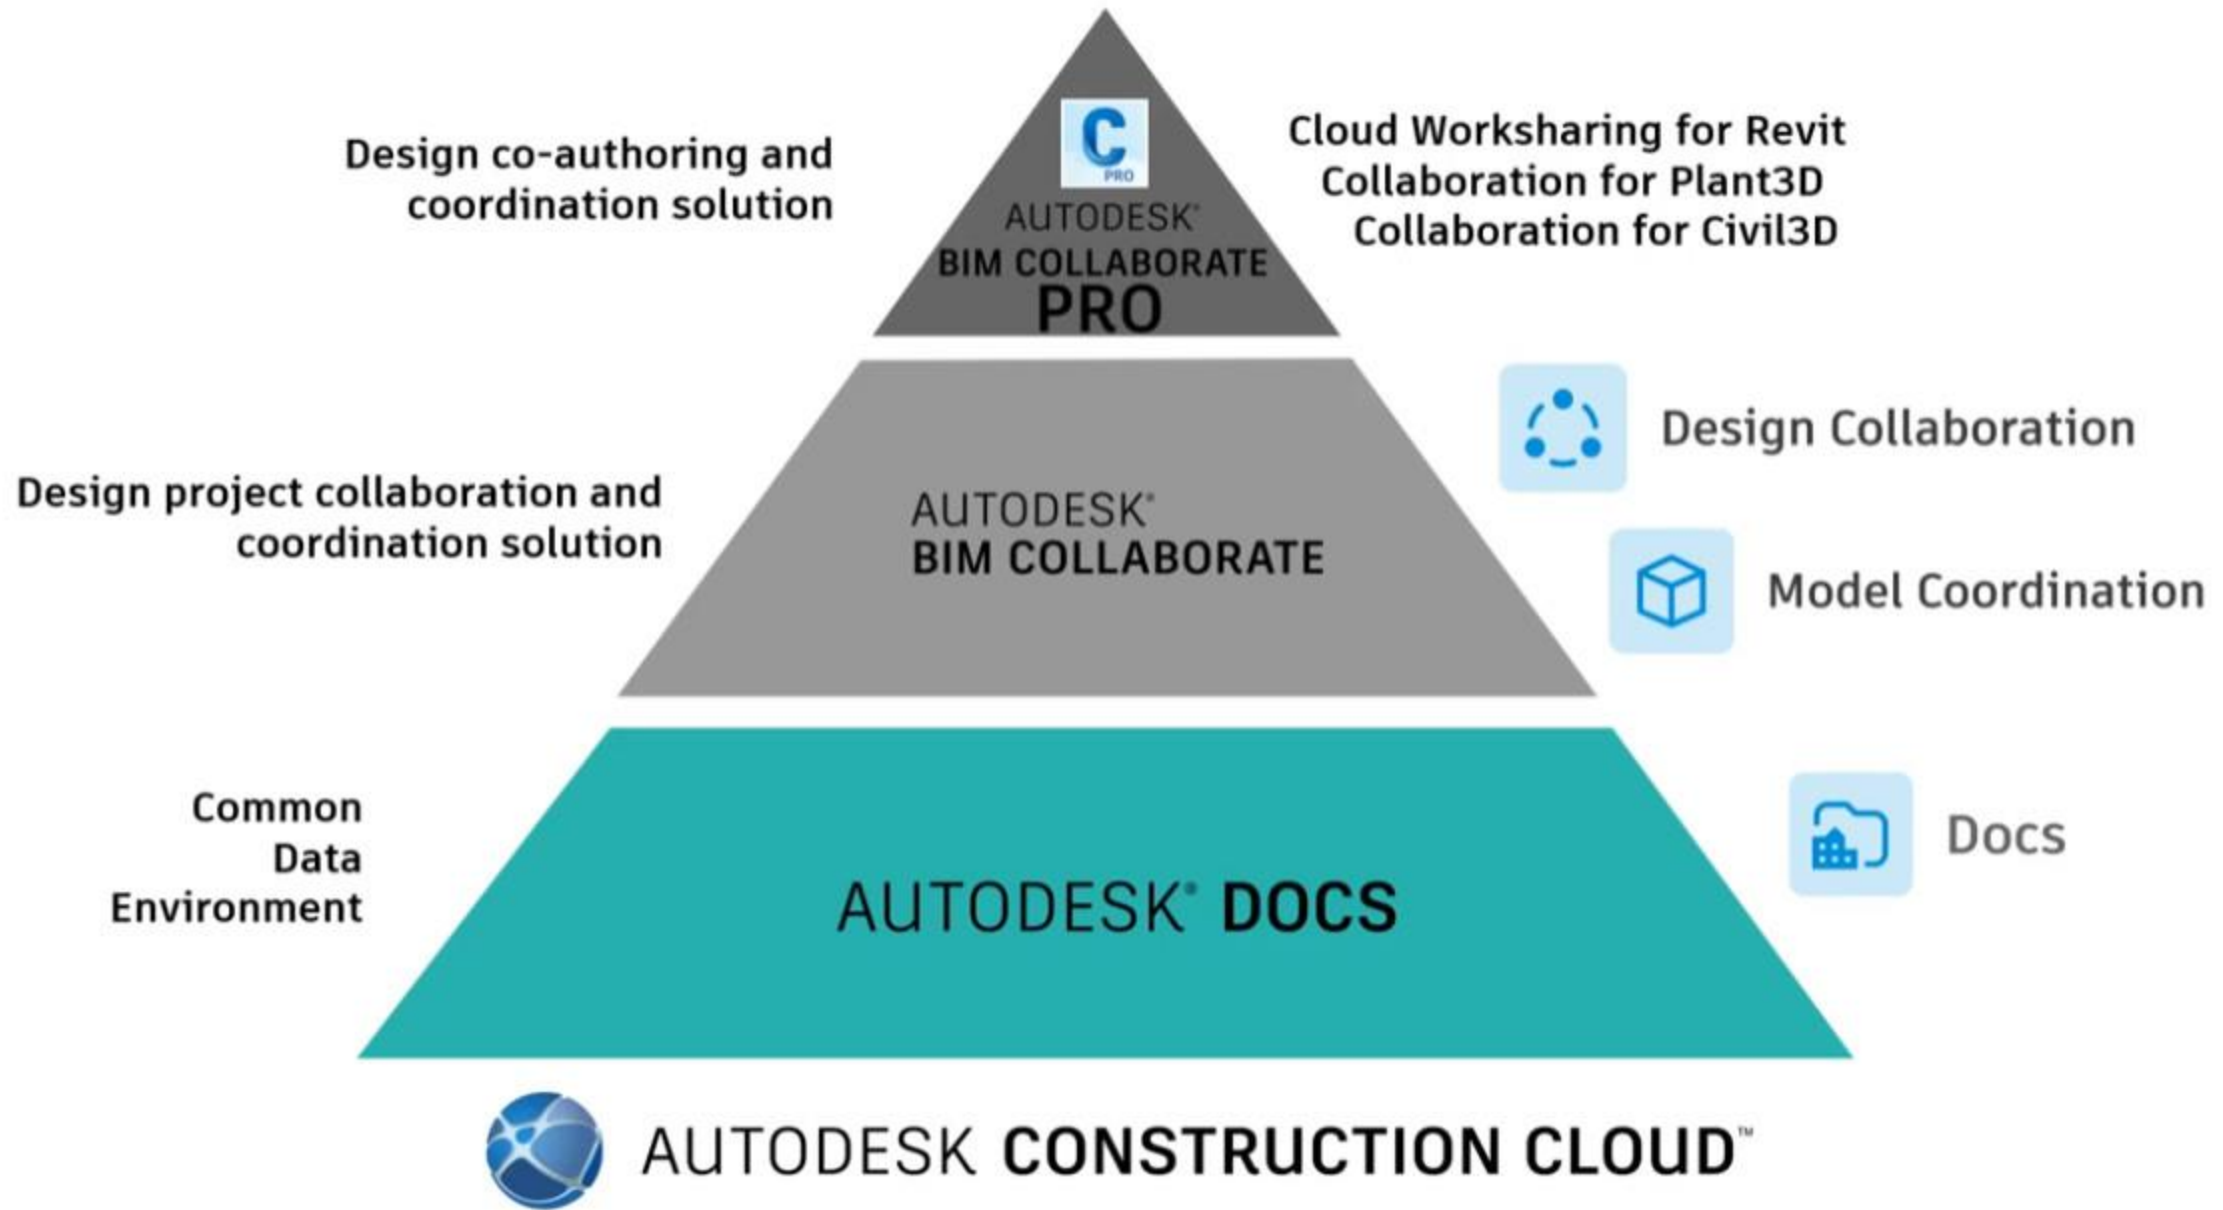 Design co-authoring and
coordination solution
C
PRO
AUTODESK®
BIM COLLABORATE
PRO
Cloud Worksharing for Revit
Collaboration for Plant3D
Collaboration for Civil3D
Design project collaboration and
coordination solution
AUTODESK®
BIM COLLABORATE
Design Collaboration
Model Coordination
Common
Data
Environment
AUTODESK® DOCS
Docs
AUTODESK CONSTRUCTION CLOUD™